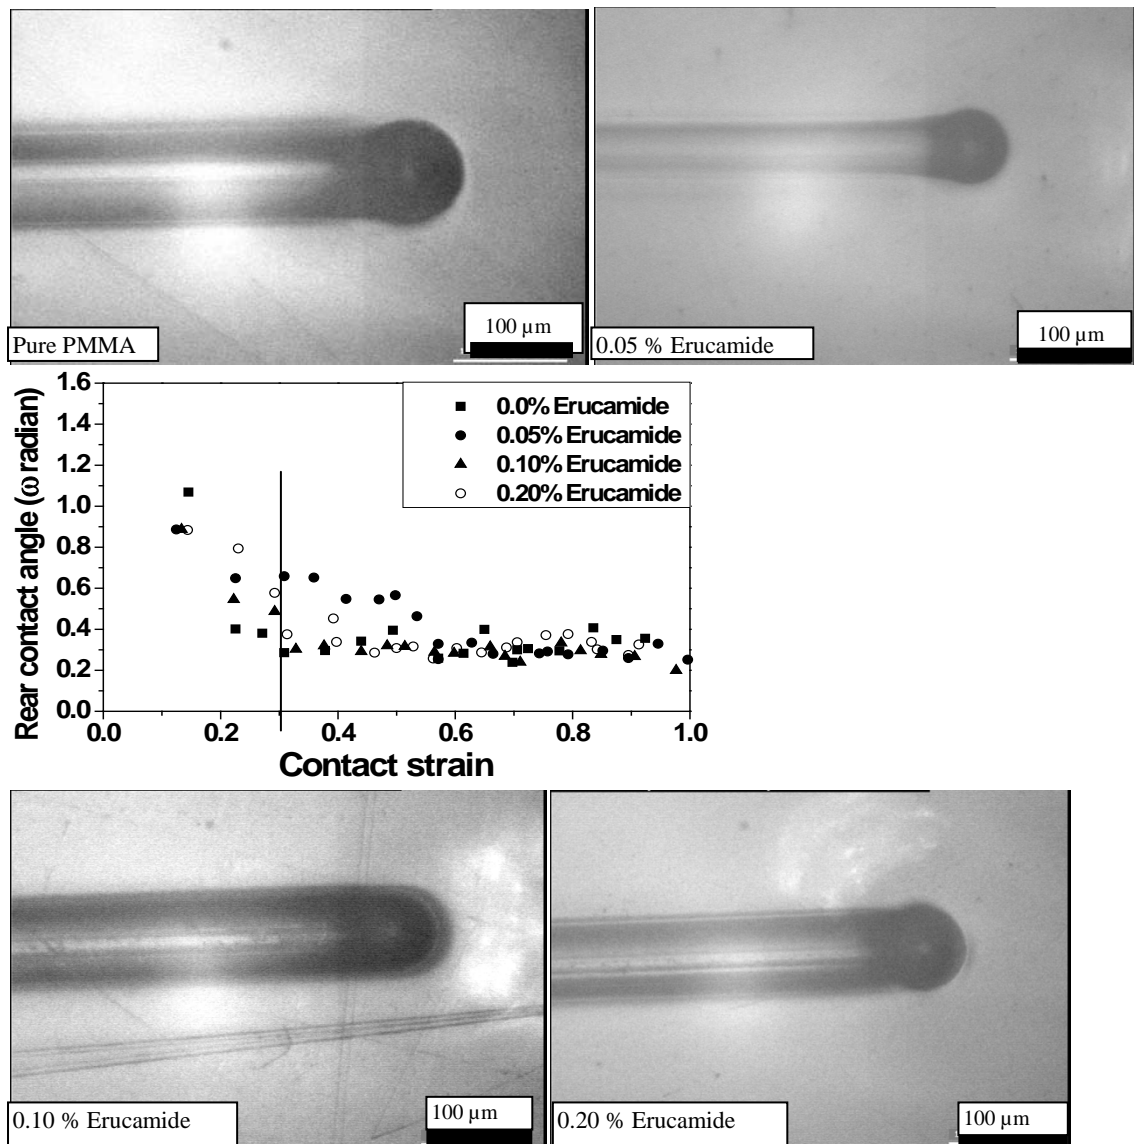 100 µm
Pure PMMA
100 µm
0.05 % Erucamide
Rear contact angle (ω radian)
1.6
1.4
1.2
1.0
0.8
0.6
0.4
0.2
0.0
0.0% Erucamide
0.05% Erucamide
0.10% Erucamide
0.20% Erucamide
0.0 0.2 0.4 0.6 0.8 1.0
Contact strain
100 µm
0.10 % Erucamide
100 µm
0.20 % Erucamide